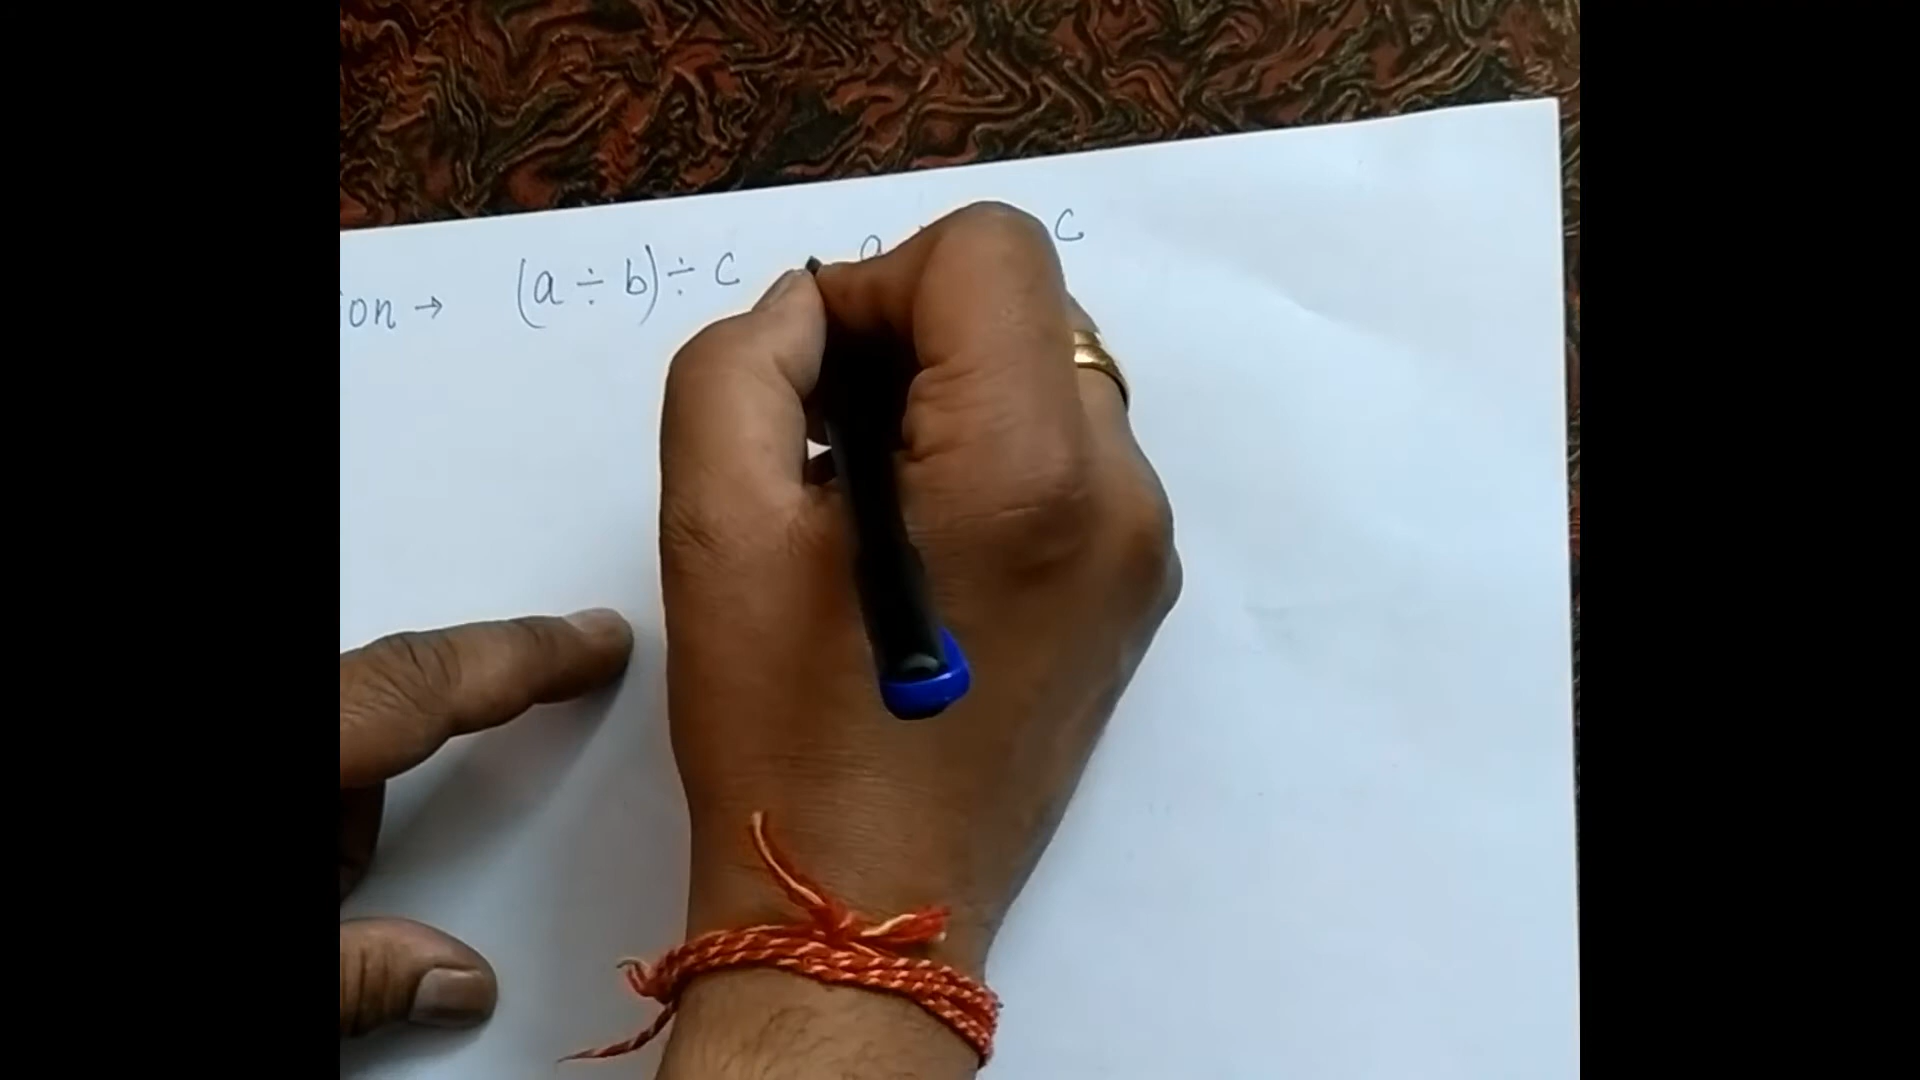 on → (a ÷ b) ÷ c a c